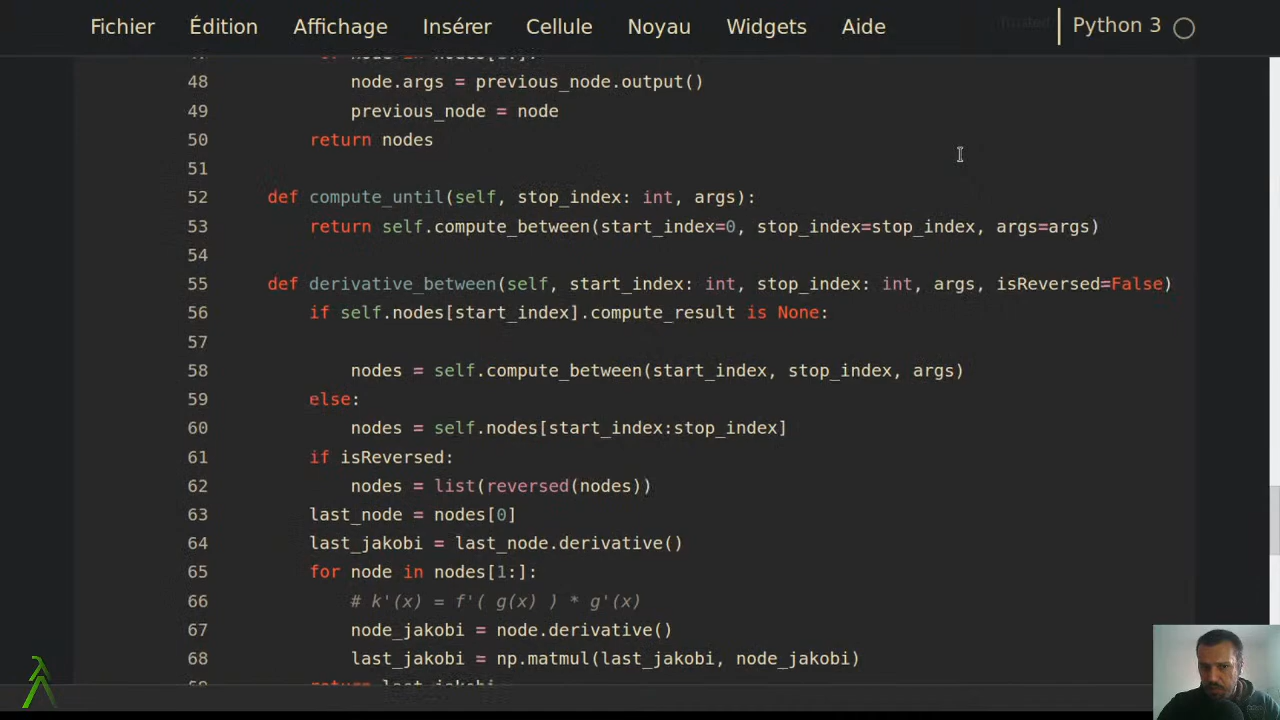 Fichier Édition Affichage Insérer Cellule Noyau Widgets Aide Python 3
48 node.args = previous_node.output()
49 previous_node = node
50 return nodes
51
52 def compute_until(self, stop_index: int, args):
53 return self.compute_between(start_index=0, stop_index=stop_index, args=args)
54
55 def derivative_between(self, start_index: int, stop_index: int, args, isReversed=False)
56 if self.nodes[start_index].compute_result is None:
57
58 nodes = self.compute_between(start_index, stop_index, args)
59 else:
60 nodes = self.nodes[start_index:stop_index]
61 if isReversed:
62 nodes = list(reversed(nodes))
63 last_node = nodes[0]
64 last_jakobi = last_node.derivative()
65 for node in nodes[1:]:
66 # k'(x) = f'( g(x) ) * g'(x)
67 node_jakobi = node.derivative()
68 last_jakobi = np.matmul(last_jakobi, node_jakobi)
return last_jakobi